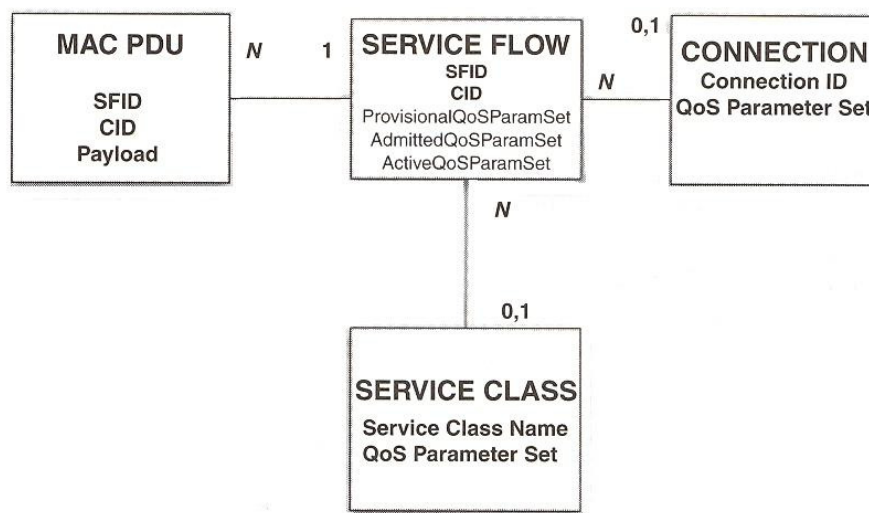 MAC PDU
SFID
CID
Payload
N
1
SERVICE FLOW
SFID
CID
ProvisionalQoSParamSet
AdmittedQoSParamSet
ActiveQoSParamSet
N
0,1
CONNECTION
Connection ID
QoS Parameter Set
N
0,1
SERVICE CLASS
Service Class Name
QoS Parameter Set